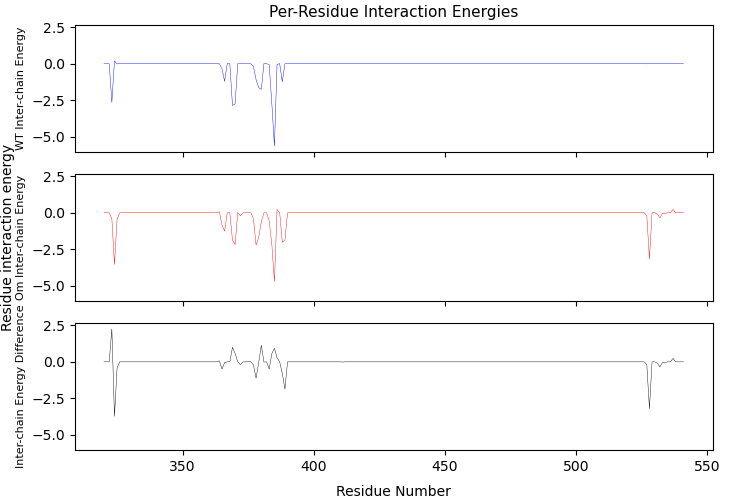 Per-Residue Interaction Energies
WT Inter-chain Energy
2.5
0.0
−2.5
−5.0
Residue interaction energy
Om Inter-chain Energy
2.5
0.0
−2.5
−5.0
Inter-chain Energy Difference
2.5
0.0
−2.5
−5.0
350 400 450 500 550
Residue Number